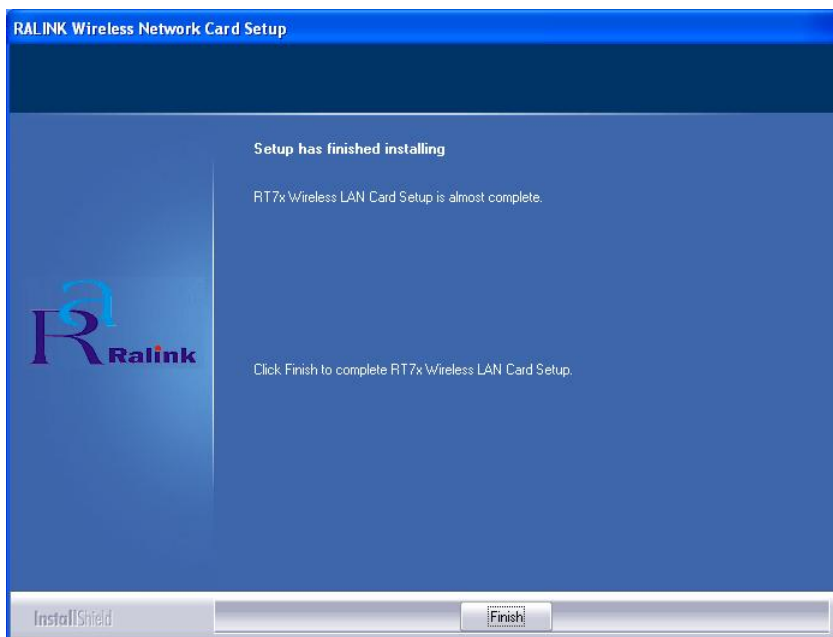 RALINK Wireless Network Card Setup
Setup has finished installing
RT7x Wireless LAN Card Setup is almost complete.
Ra
Ralink
Click Finish to complete RT7x Wireless LAN Card Setup.
InstallShield
Finish